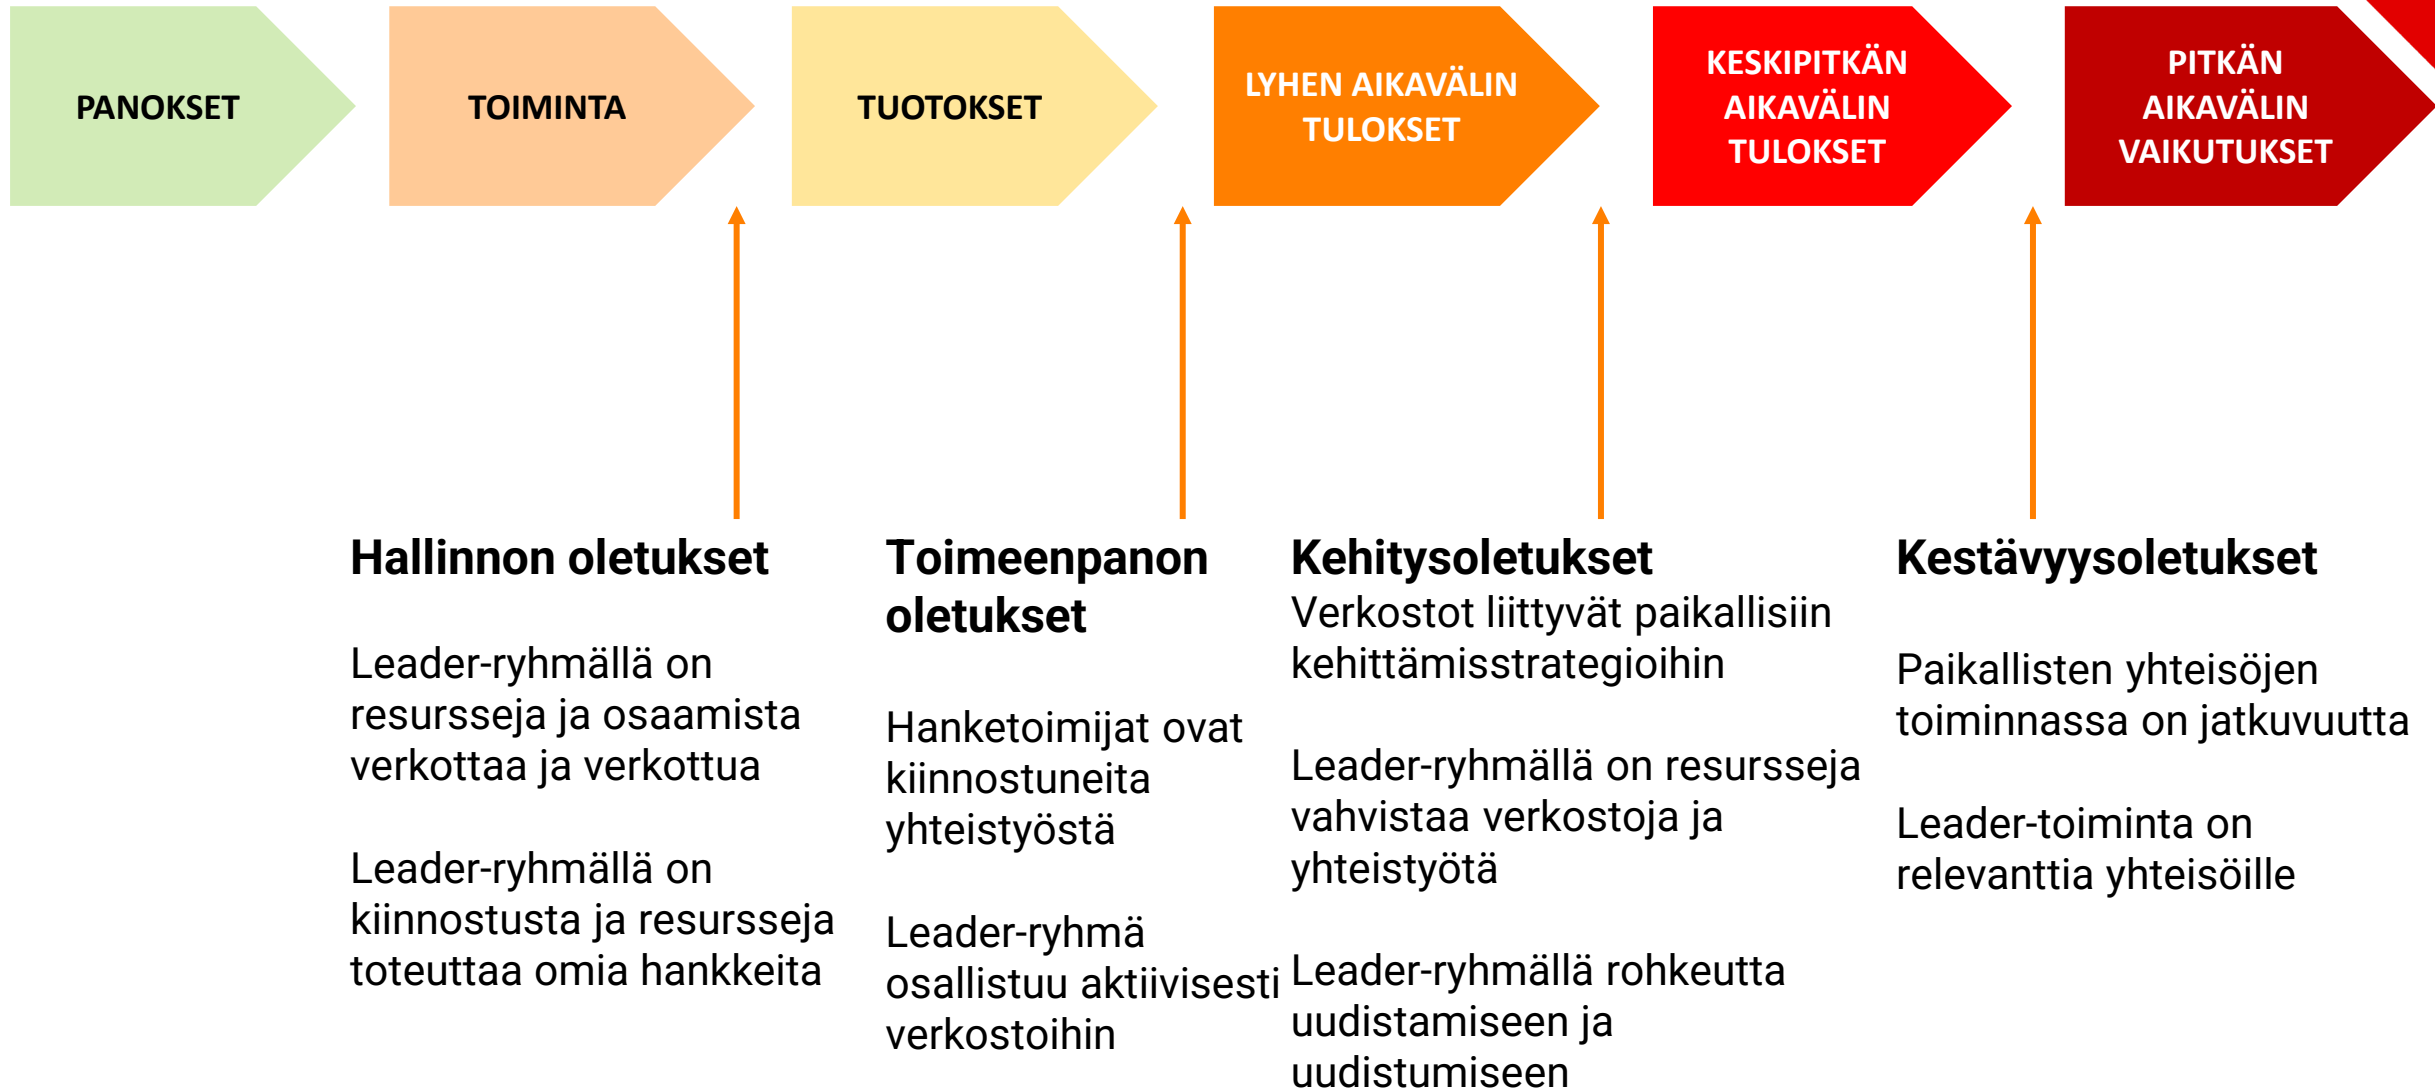 PANOKSET
TOIMINTA
TUOTOKSET
LYHEN AIKAVÄLIN
TULOKSET
KESKIPITKÄN
AIKAVÄLIN
TULOKSET
PITKÄN
AIKAVÄLIN
VAIKUTUKSET
Hallinnon oletukset
Leader-ryhmällä on
resursseja ja osaamista
verkottaa ja verkottua
Leader-ryhmällä on
kiinnostusta ja resursseja
toteuttaa omia hankkeita
Toimeenpanon
oletukset
Hanketoimijat ovat
kiinnostuneita
yhteistyöstä
Leader-ryhmä
osallistuu aktiivisesti
verkostoihin
Kehitysoletukset
Verkostot liittyvät paikallisiin
kehittämisstrategioihin
Leader-ryhmällä on resursseja
vahvistaa verkostoja ja
yhteistyötä
Leader-ryhmällä rohkeutta
uudistamiseen ja
uudistumiseen
Kestävyysoletukset
Paikallisten yhteisöjen
toiminnassa on jatkuvuutta
Leader-toiminta on
relevanttia yhteisöille